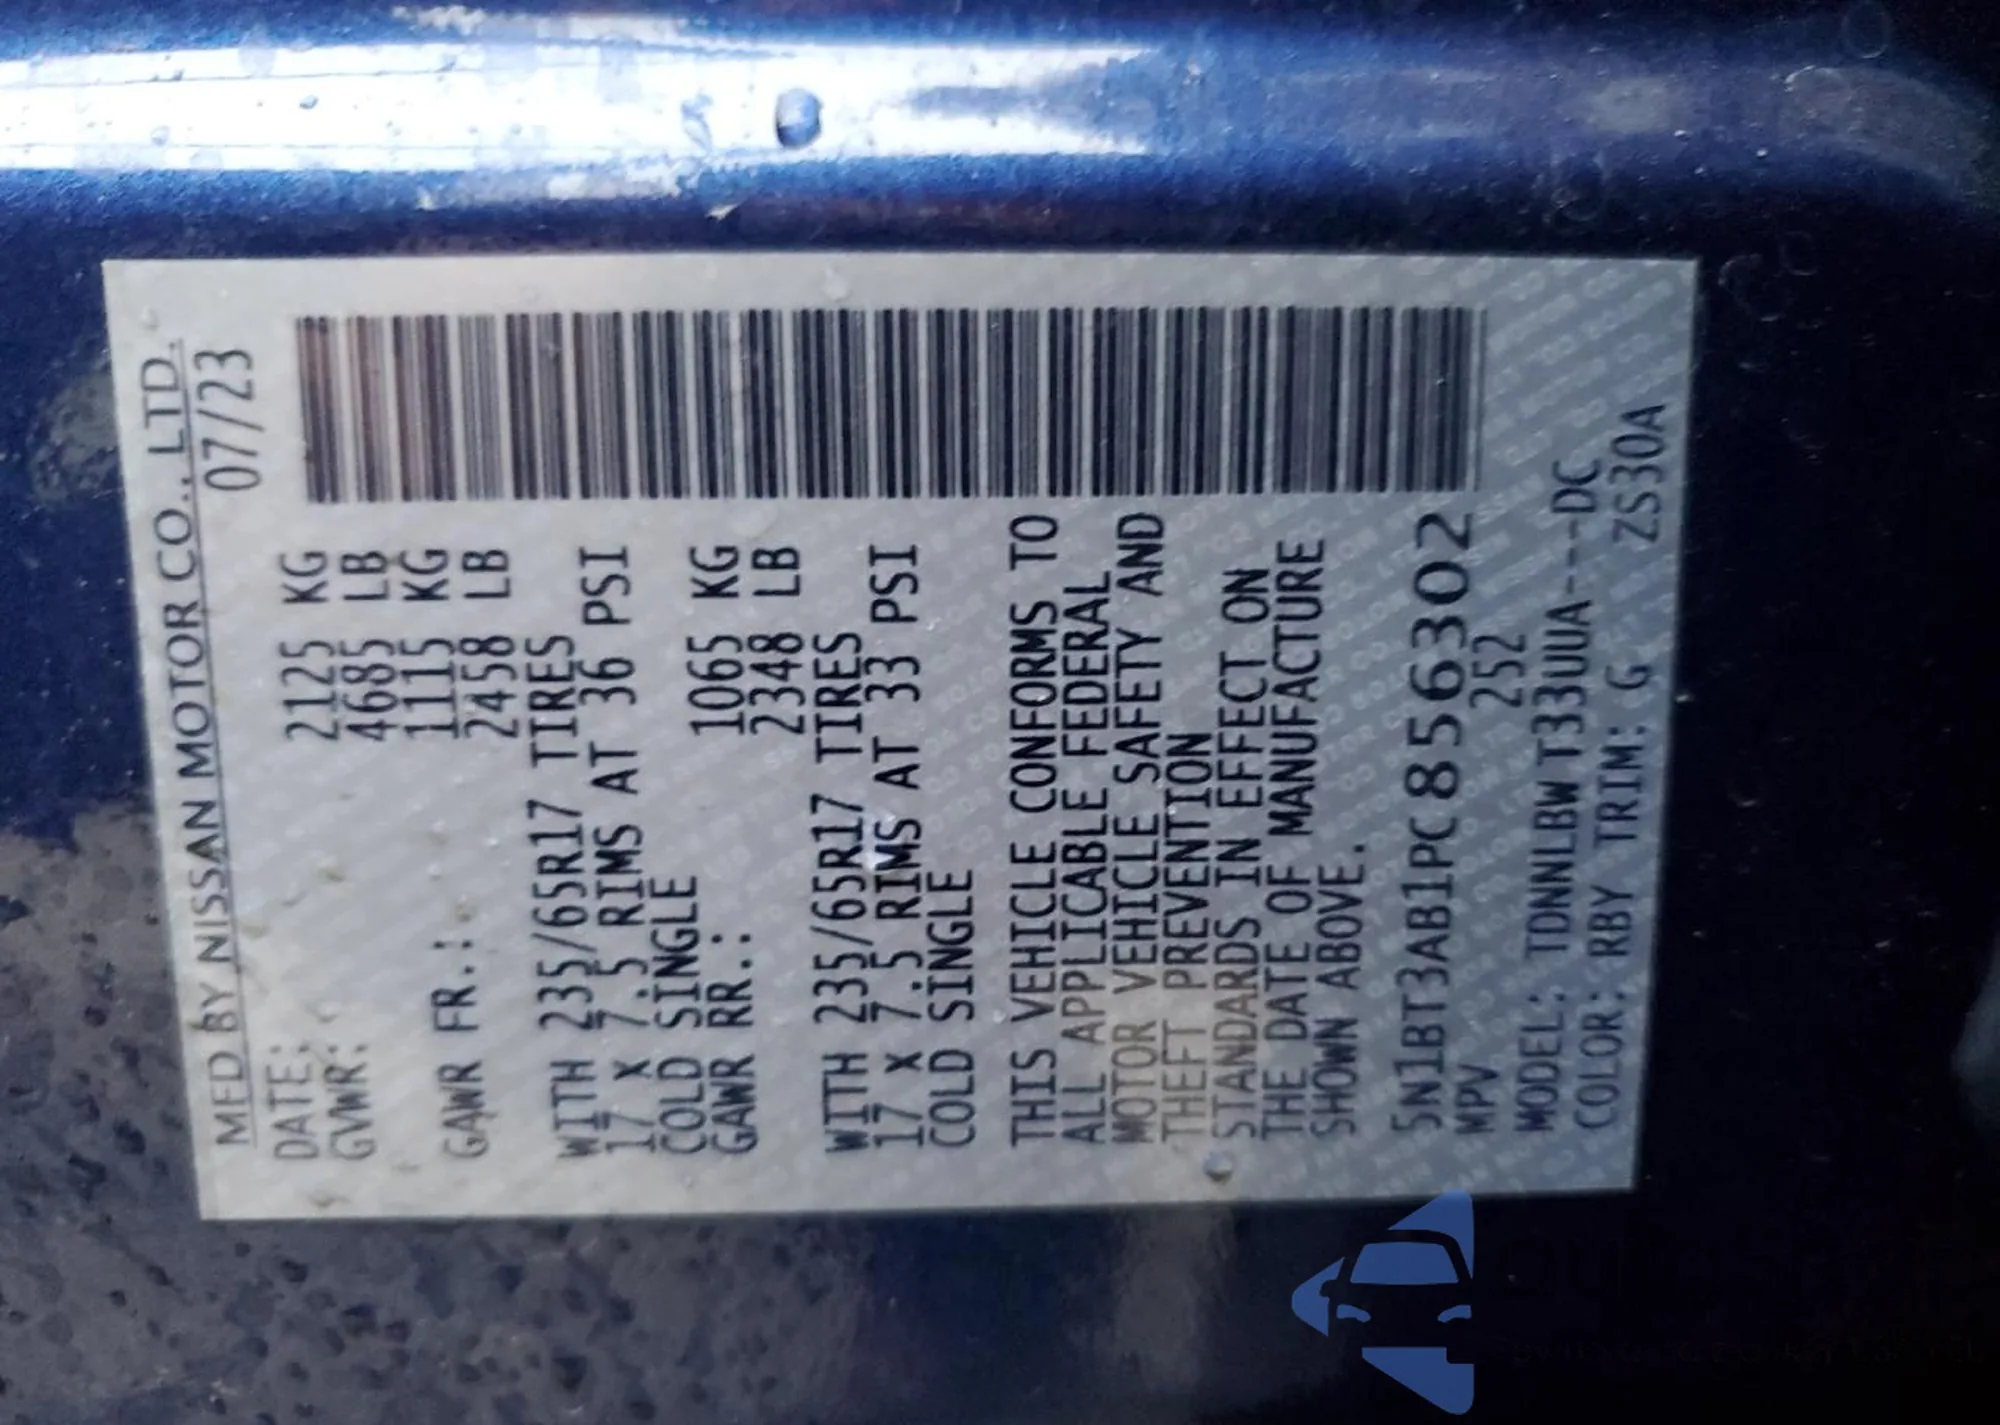 MFD BY NISSAN MOTOR CO., LTD.
DATE: 07/23
GVWR: 2125 KG
4685 LB
GAWR FR.: 1115 KG
2458 LB
WITH 235/65R17 TIRES
17 X 7.5 RIMS AT 36 PSI
COLD SINGLE
GAWR RR.: 1065 KG
2348 LB
WITH 235/65R17 TIRES
17 X 7.5 RIMS AT 33 PSI
COLD SINGLE
THIS VEHICLE CONFORMS TO
ALL APPLICABLE FEDERAL
MOTOR VEHICLE SAFETY AND
THEFT PREVENTION
STANDARDS IN EFFECT ON
THE DATE OF MANUFACTURE
SHOWN ABOVE.
5N1BT3AB1PC856302
MPV 252
MODEL: TDNNLBW T33UUA---DC
COLOR: RBY TRIM: G ZS30A